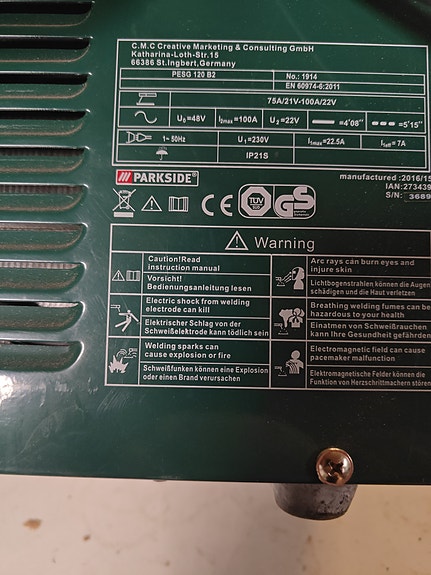 C.M.C Creative Marketing & Consulting GmbH
Katharina-Loth-Str.15
66386 St.Ingbert,Germany
PESG 120 B2 No.: 1914
EN 60974-6:2011
75A/21V-100A/22V
U₀=48V I₂max=100A U₂=22V =4'08" =5'15"
1~50Hz U₁=230V I₁max=22.5A I₁eff=7A
IP21S
PARKSIDE®
manufactured :2016/15
IAN:273439
S/N: 3689
CE TÜV SÜD GS
Warning
Caution!Read
instruction manual
Vorsicht!
Bedienungsanleitung lesen
Arc rays can burn eyes and
injure skin
Lichtbogenstrahlen können die Augen
schädigen und die Haut verletzen
Electric shock from welding
electrode can kill
Elektrischer Schlag von der
Schweißelektrode kann tödlich sein
Breathing welding fumes can be
hazardous to your health
Einatmen von Schweißrauchen
kann Ihre Gesundheit gefährden
Welding sparks can
cause explosion or fire
Schweißfunken können eine Explosion
oder einen Brand verursachen
Electromagnetic field can cause
pacemaker malfunction
Elektromagnetische Felder können die
Funktion von Herzschrittmachern stören